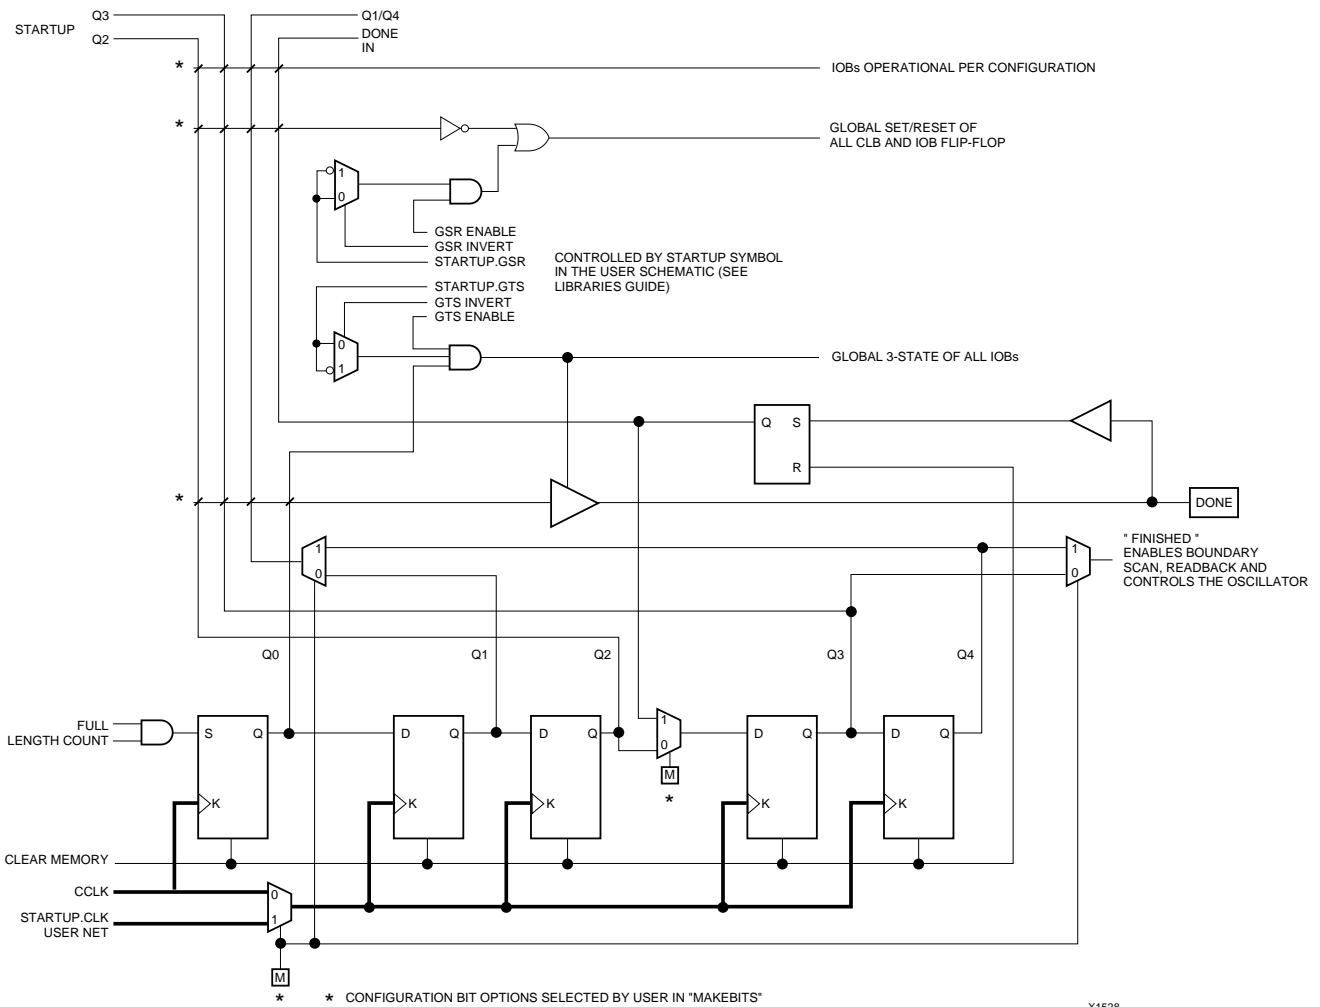 Q3
Q1/Q4
STARTUP
Q2
DONE
IN
*
IOBs OPERATIONAL PER CONFIGURATION
*
GLOBAL SET/RESET OF
ALL CLB AND IOB FLIP-FLOP
1
0
GSR ENABLE
GSR INVERT
STARTUP.GSR
CONTROLLED BY STARTUP SYMBOL
IN THE USER SCHEMATIC (SEE
LIBRARIES GUIDE)
STARTUP.GTS
GTS INVERT
GTS ENABLE
0
1
GLOBAL 3-STATE OF ALL IOBs
Q S
R
*
DONE
1
0
1
0
" FINISHED "
ENABLES BOUNDARY
SCAN, READBACK AND
CONTROLS THE OSCILLATOR
Q0
Q1
Q2
Q3
Q4
FULL
LENGTH COUNT
S Q
K
D Q
K
D Q
K
1
0
M
*
D Q
K
D Q
K
CLEAR MEMORY
CCLK
STARTUP.CLK
USER NET
0
1
M
*
* CONFIGURATION BIT OPTIONS SELECTED BY USER IN "MAKEBITS"
X1528